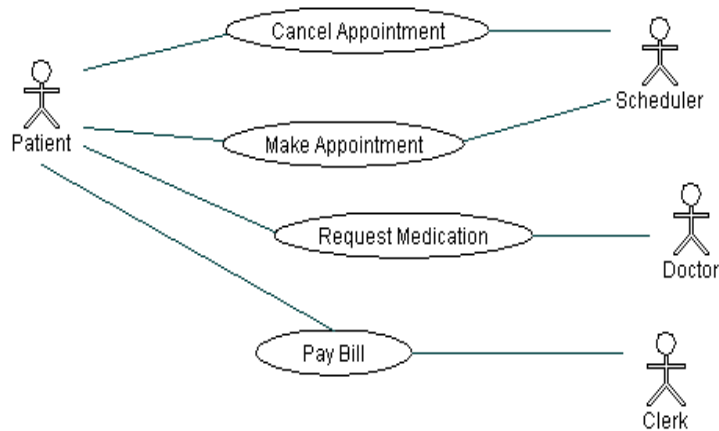 Cancel Appointment
Scheduler
Patient
Make Appointment
Request Medication
Doctor
Pay Bill
Clerk